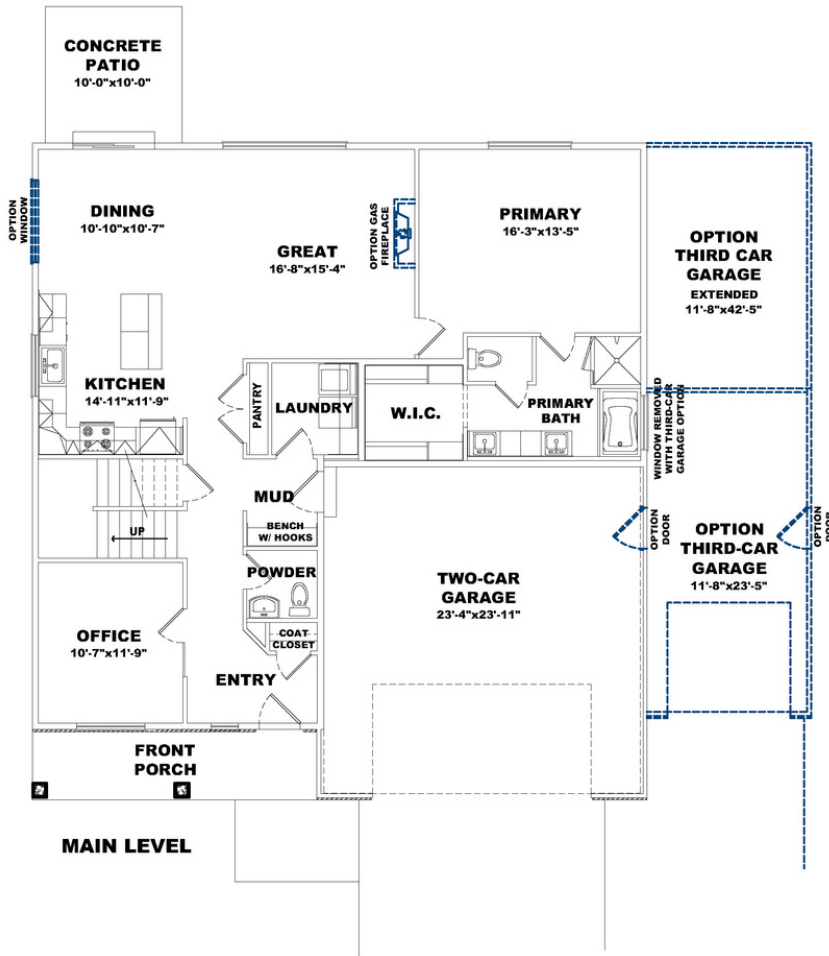 CONCRETE
PATIO
10'-0"x10'-0"
OPTION
WINDOW
DINING
10'-10"x10'-7"
GREAT
16'-8"x15'-4"
OPTION GAS
FIREPLACE
PRIMARY
16'-3"x13'-5"
OPTION
THIRD CAR
GARAGE
EXTENDED
11'-8"x42'-5"
KITCHEN
14'-11"x11'-9"
PANTRY
LAUNDRY
W.I.C.
PRIMARY
BATH
WINDOW REMOVED
WITH THIRD-CAR
GARAGE OPTION
MUD
BENCH
W/ HOOKS
UP
OPTION
DOOR
OPTION
THIRD-CAR
GARAGE
11'-8"x23'-5"
OPTION
DOOR
POWDER
TWO-CAR
GARAGE
23'-4"x23'-11"
OFFICE
10'-7"x11'-9"
COAT
CLOSET
ENTRY
FRONT
PORCH
MAIN LEVEL